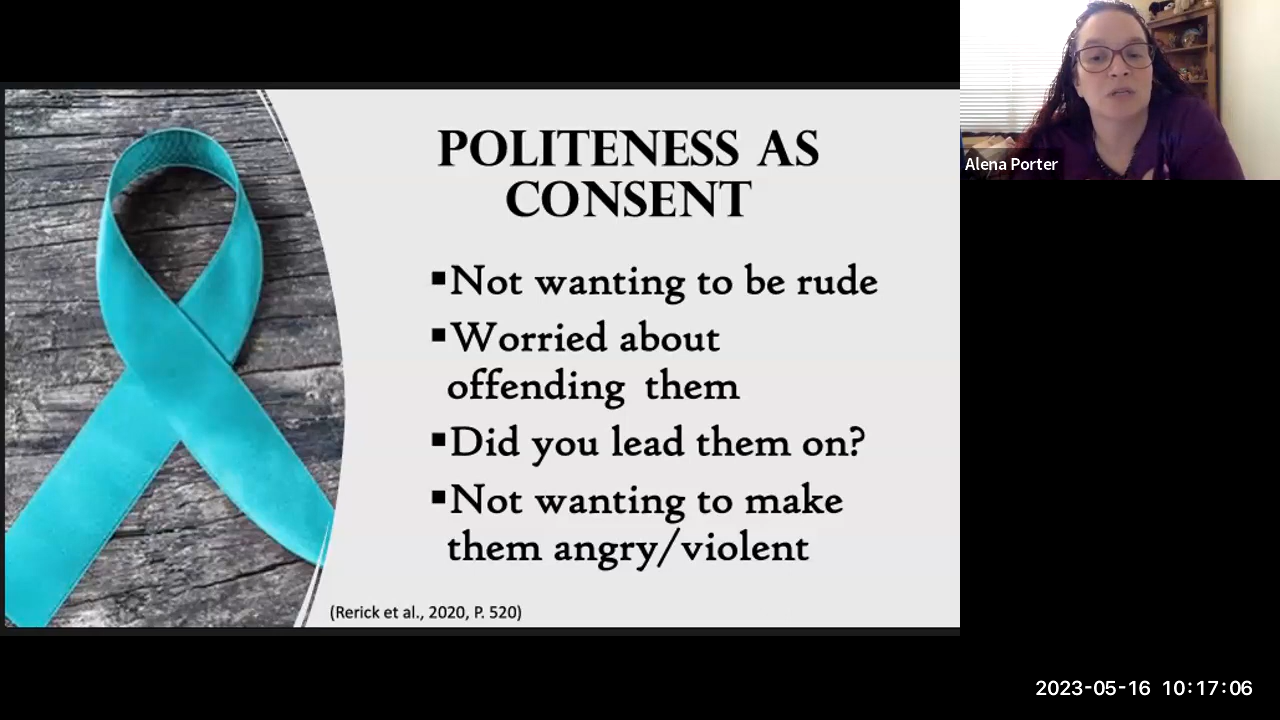 POLITENESS AS
CONSENT
▪Not wanting to be rude
▪Worried about
offending them
▪Did you lead them on?
▪Not wanting to make
them angry/violent
(Rerick et al., 2020, P. 520)
Alena Porter
2023-05-16 10:17:06